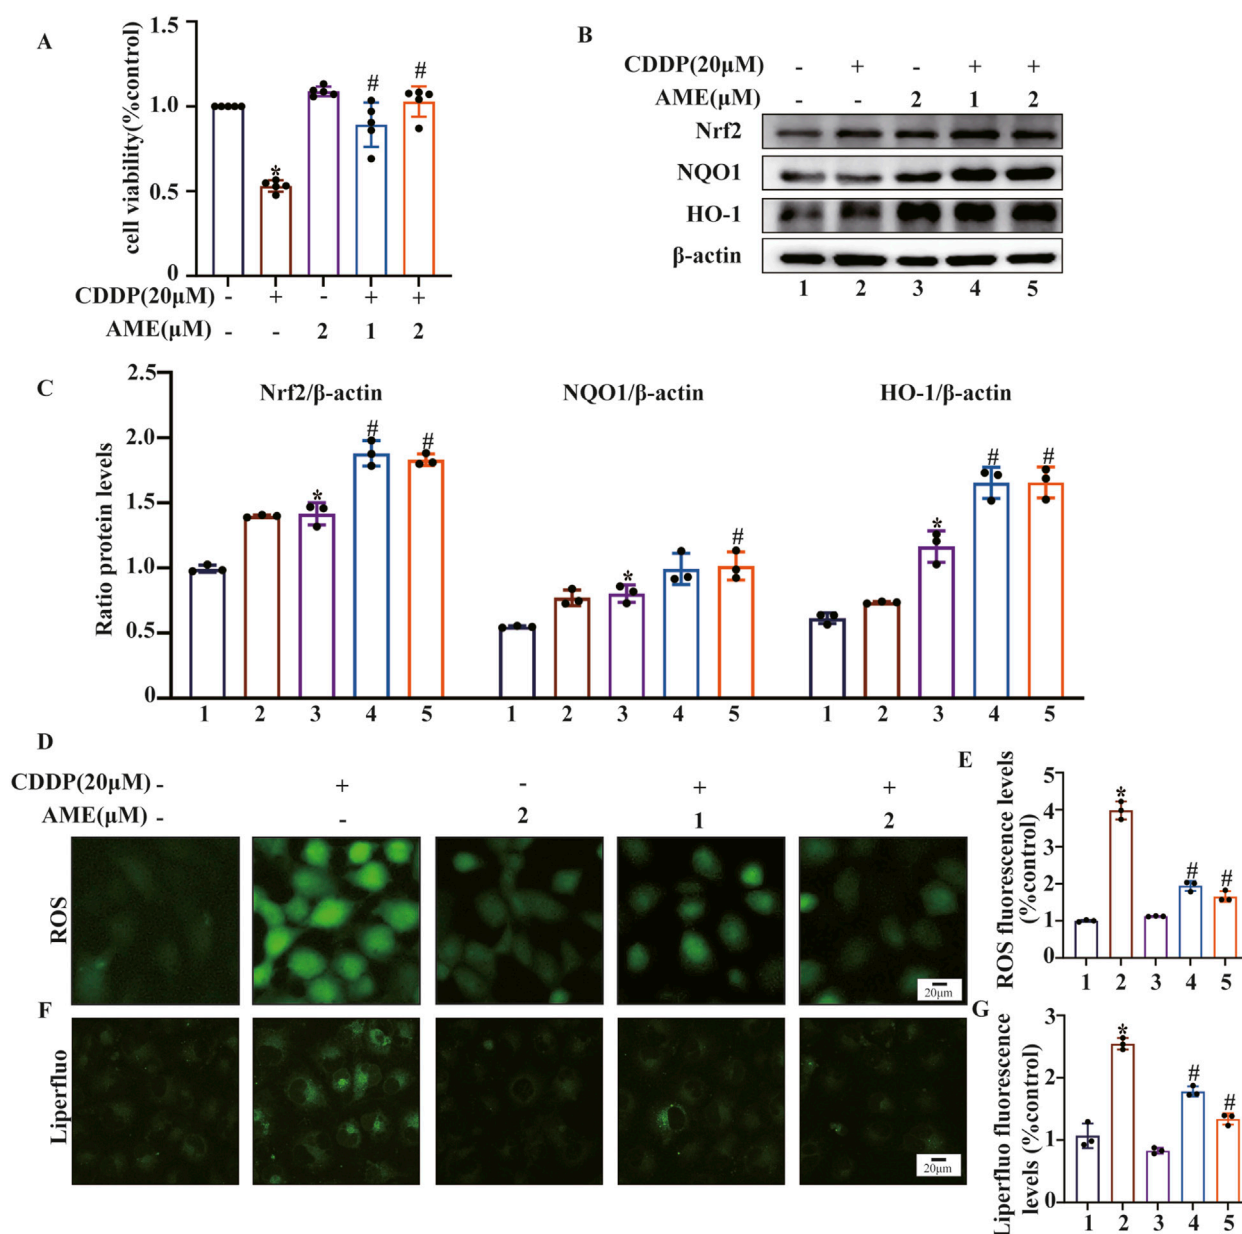 A
cell viability(%control)
1.5
1.0
0.5
0
* # #
CDDP(20μM) - + - + +
AME(μM) - - 2 1 2
B
CDDP(20μM) - + - + +
AME(μM) - - 2 1 2
Nrf2
NQO1
HO-1
β-actin
1 2 3 4 5
C
Ratio protein levels
2.5
2.0
1.5
1.0
0.5
0
Nrf2/β-actin NQO1/β-actin HO-1/β-actin
* # #
* #
* # #
1 2 3 4 5 1 2 3 4 5 1 2 3 4 5
D
CDDP(20μM) - + - + +
AME(μM) - - 2 1 2
ROS
20μm
E
ROS fluorescence levels
(%control)
5
4
3
2
1
0
* # #
1 2 3 4 5
F
Liperfluo
20μm
G
Liperfluo fluorescence
levels (%control)
3
2
1
0
* # #
1 2 3 4 5